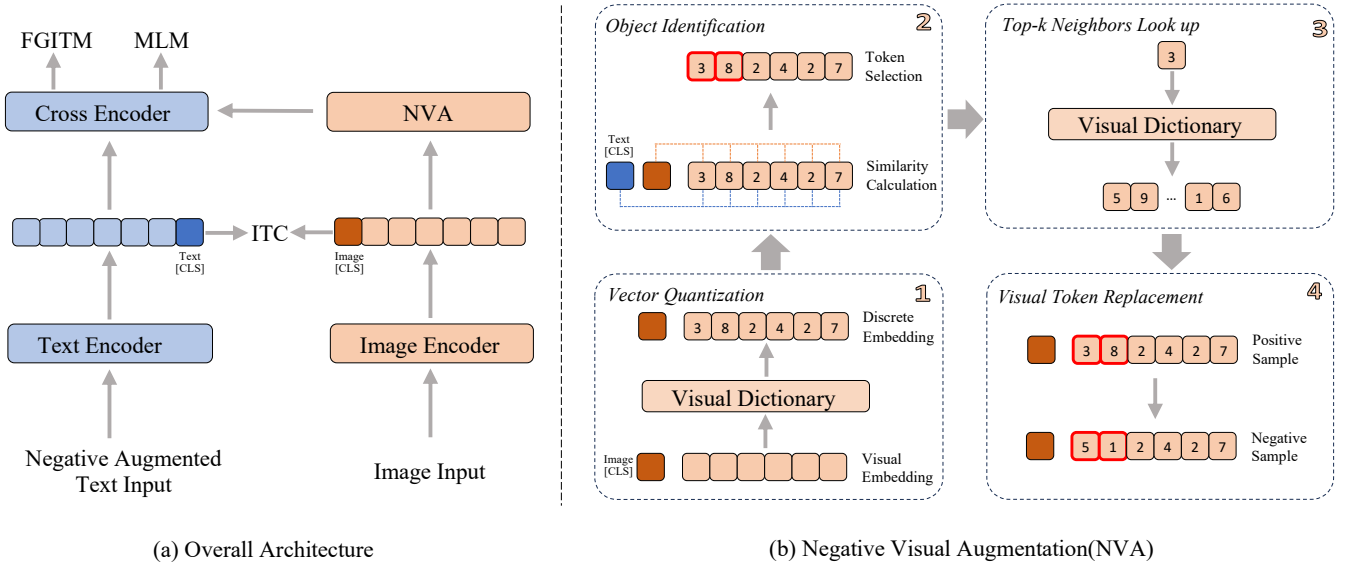 FGITM MLM
Cross Encoder
NVA
Text
[CLS]
ITC
Image
[CLS]
Text Encoder
Image Encoder
Negative Augmented
Text Input
Image Input
(a) Overall Architecture
Object Identification
2
3 8 2 4 2 7
Token
Selection
Text
[CLS]
3 8 2 4 2 7
Similarity
Calculation
Top-k Neighbors Look up
3
3
Visual Dictionary
5 9 ... 1 6
Vector Quantization
1
3 8 2 4 2 7
Discrete
Embedding
Visual Dictionary
Image
[CLS]
Visual
Embedding
Visual Token Replacement
4
3 8 2 4 2 7
Positive
Sample
5 1 2 4 2 7
Negative
Sample
(b) Negative Visual Augmentation(NVA)